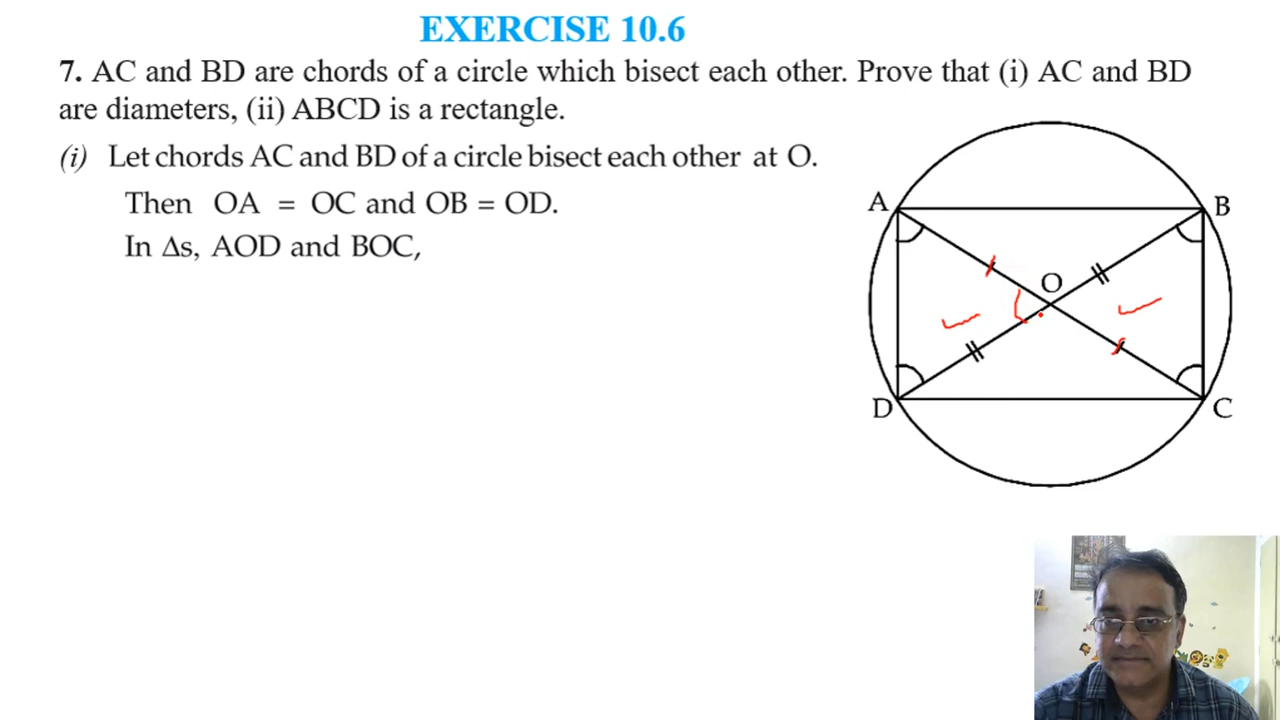 EXERCISE 10.6
7. AC and BD are chords of a circle which bisect each other. Prove that (i) AC and BD
are diameters, (ii) ABCD is a rectangle.
(i) Let chords AC and BD of a circle bisect each other at O.
Then OA = OC and OB = OD.
In Δs, AOD and BOC,
A
B
O
D
C